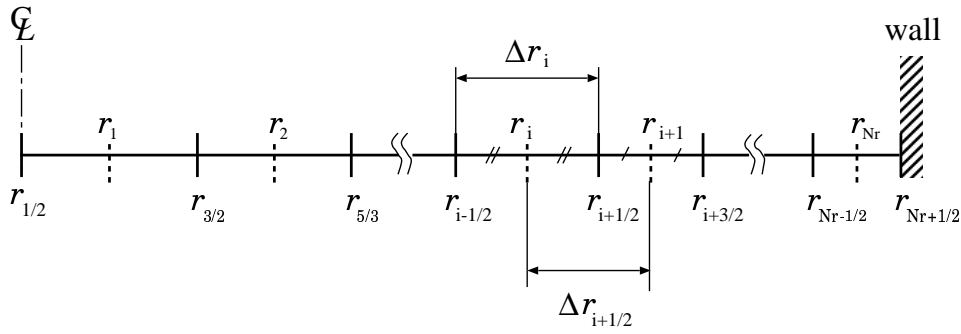 ℄ wall
Δr_i
r_1 r_2 r_i r_{i+1} r_{Nr}
r_{1/2} r_{3/2} r_{5/3} r_{i-1/2} r_{i+1/2} r_{i+3/2} r_{Nr-1/2} r_{Nr+1/2}
Δr_{i+1/2}